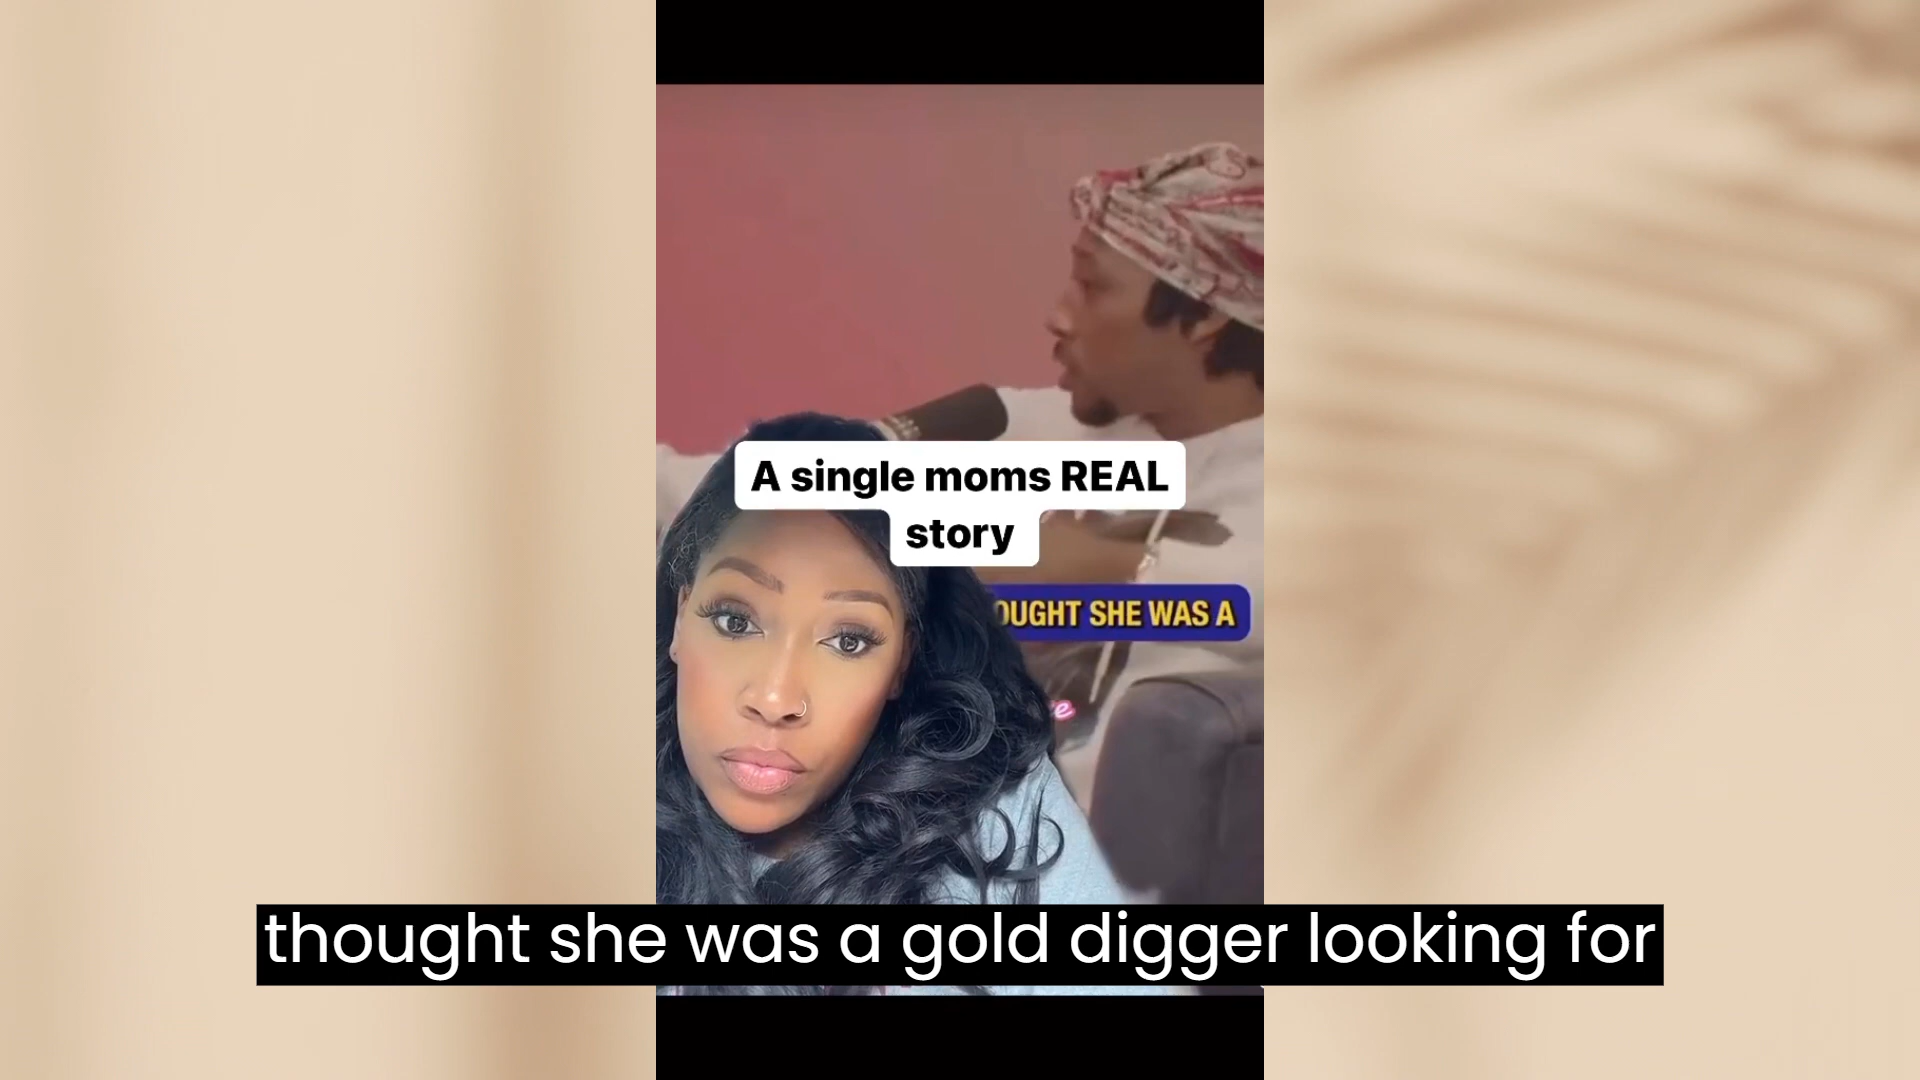 A single moms REAL
story
OUGHT SHE WAS A
e
thought she was a gold digger looking for